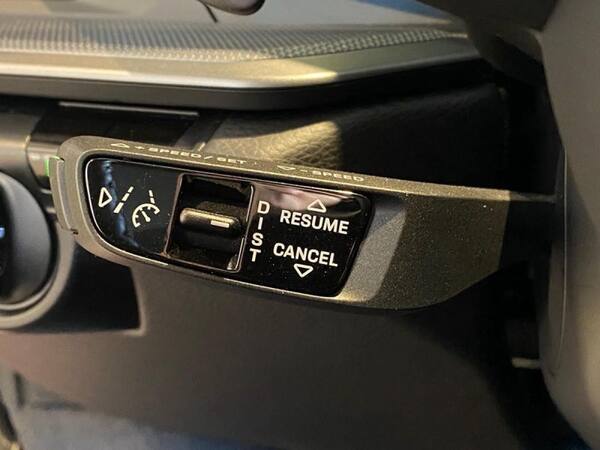 + SPEED / SET - SPEED
DIST
RESUME
CANCEL